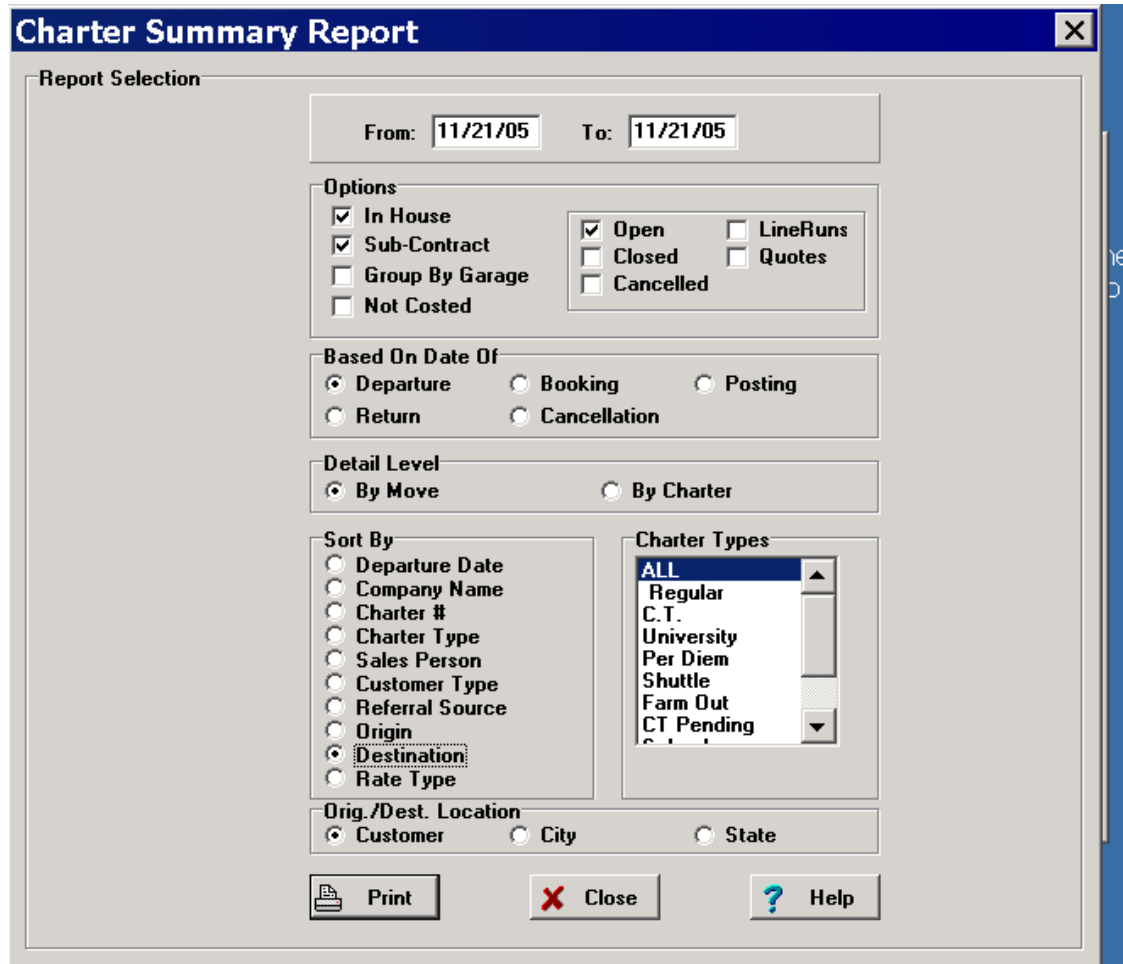 Charter Summary Report
Report Selection
From: 11/21/05 To: 11/21/05
Options
In House
Sub-Contract
Group By Garage
Not Costed
Open LineRuns
Closed Quotes
Cancelled
Based On Date Of
Departure Booking Posting
Return Cancellation
Detail Level
By Move By Charter
Sort By
Departure Date
Company Name
Charter #
Charter Type
Sales Person
Customer Type
Referral Source
Origin
Destination
Rate Type
Charter Types
ALL
Regular
C.T.
University
Per Diem
Shuttle
Farm Out
CT Pending
Orig./Dest. Location
Customer City State
Print Close Help